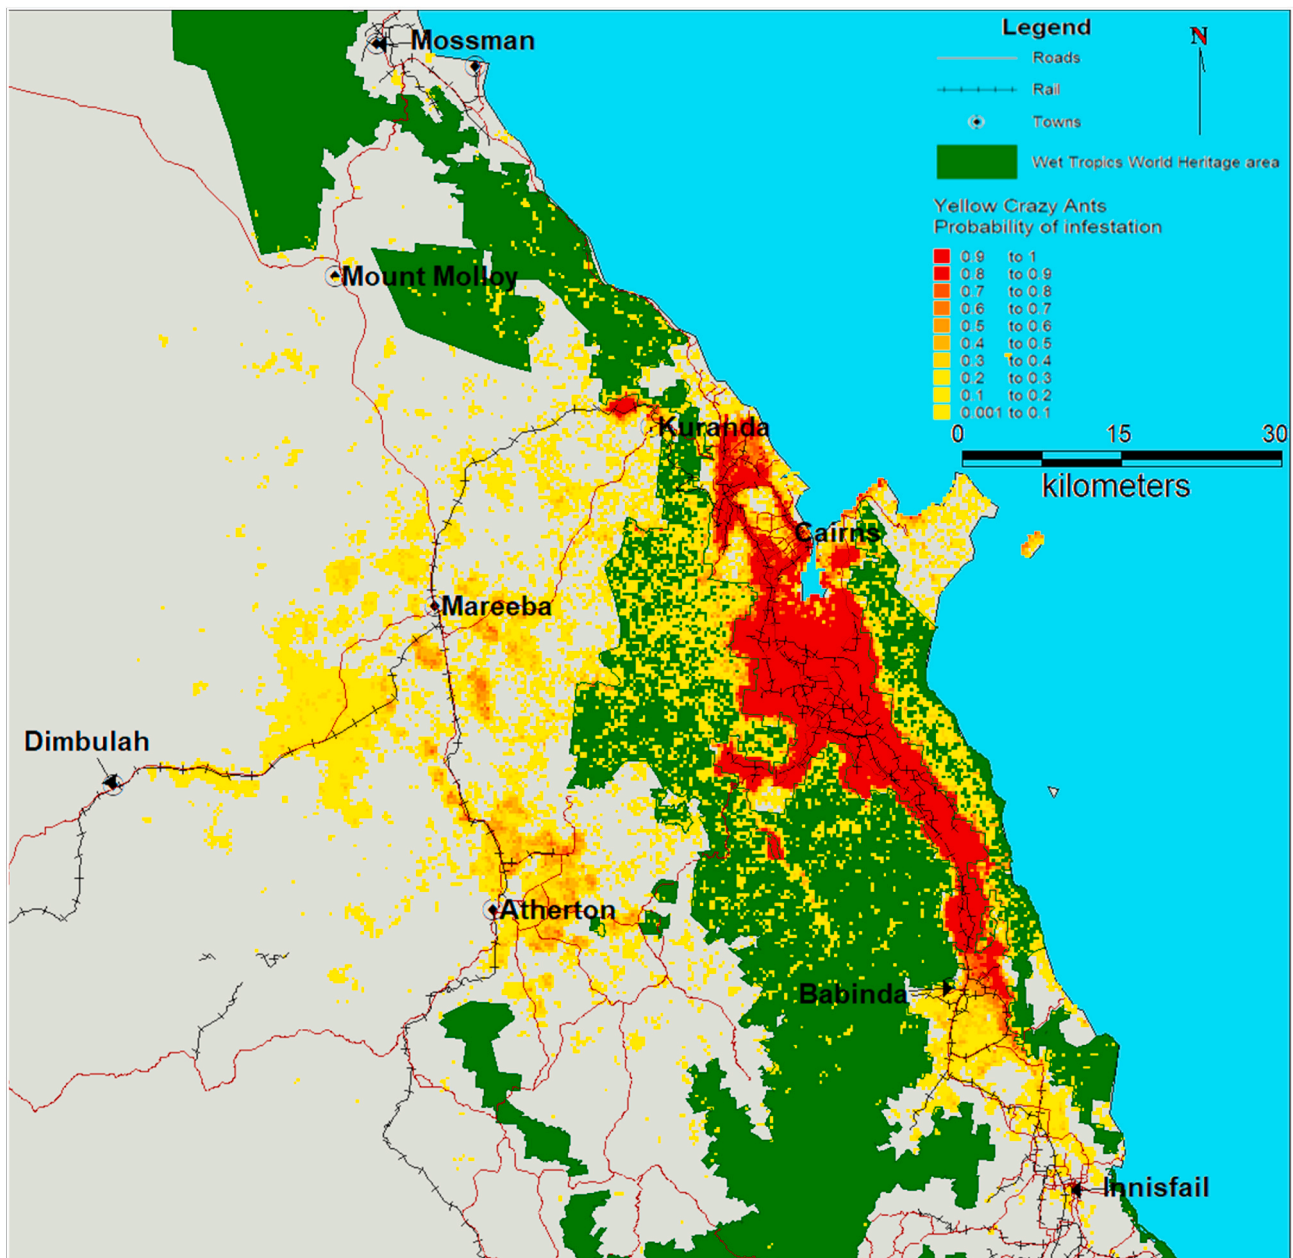 Legend
N
Roads
Rail
Towns
Wet Tropics World Heritage area
Yellow Crazy Ants
Probability of infestation
0.9 to 1
0.8 to 0.9
0.7 to 0.8
0.6 to 0.7
0.5 to 0.6
0.4 to 0.5
0.3 to 0.4
0.2 to 0.3
0.1 to 0.2
0.001 to 0.1
0 15 30
kilometers
Mossman
Mount Molloy
Kuranda
Cairns
Mareeba
Dimbulah
Atherton
Babinda
Innisfail